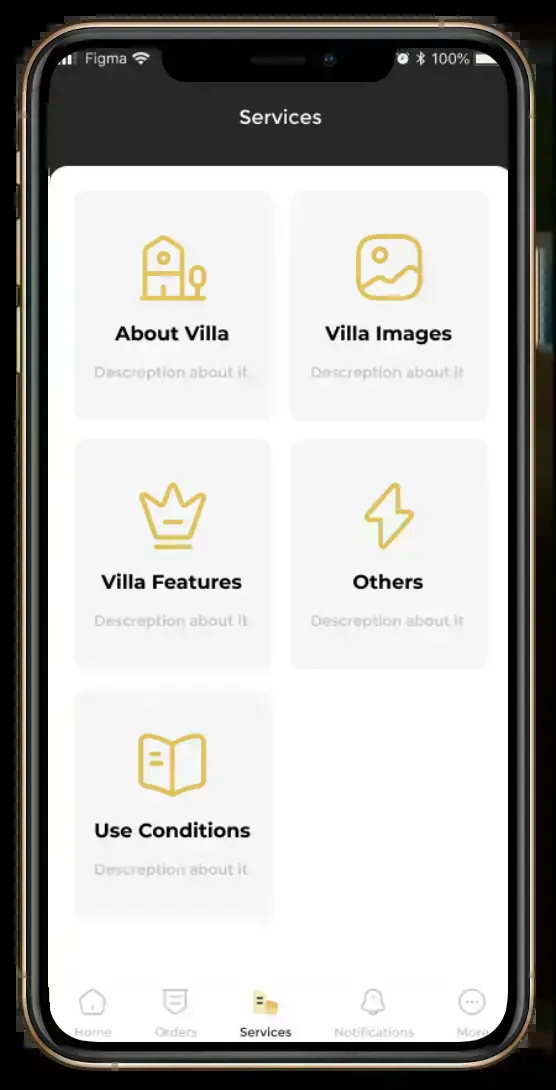 Figma 100%
Services
About Villa
Descreption about it
Villa Images
Descreption about it
Villa Features
Descreption about it
Others
Descreption about it
Use Conditions
Descreption about it
Home
Orders
Services
Notifications
More